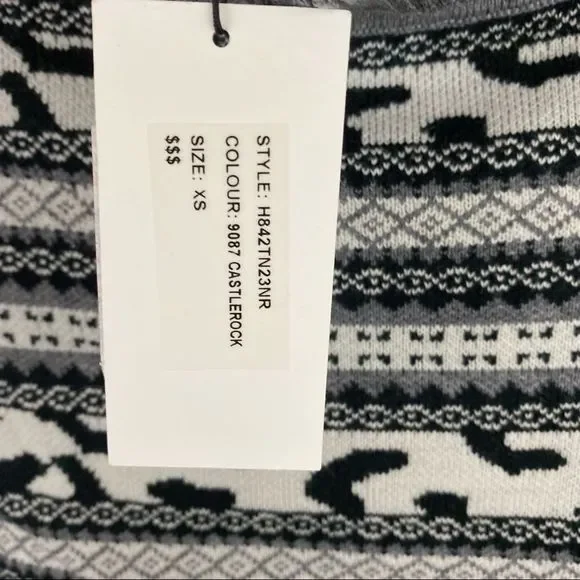 STYLE: H842TN23NR
COLOUR: 9087 CASTLEROCK
SIZE: XS
$$$